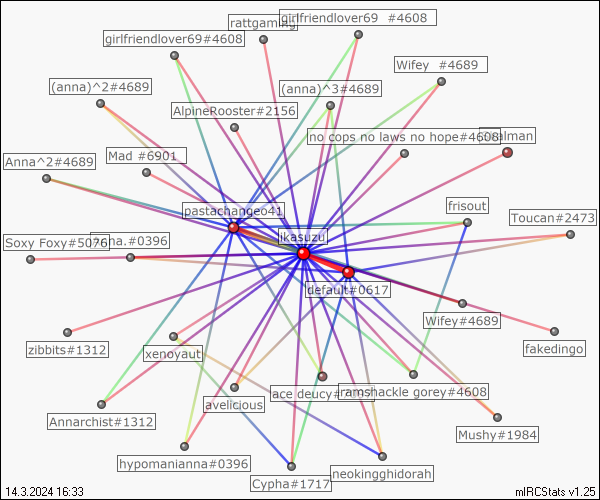 rattgaming
girlfriendlover69 #4608
girlfriendlover69#4608
Wifey #4689
(anna)^2#4689
(anna)^3#4689
AlpineRooster#2156
no cops no laws no hope#4608
Mad #6901
Anna^2#4689
pastachangeo41
frisout
Toucan#2473
ikasuzu
Soxy Foxy#5076
#0396
default#0617
Wifey#4689
fakedingo
zibbits#1312
xenoyaut
ace deucy#
ramshackle gorey#4608
avelicious
Annarchist#1312
Mushy#1984
hypomanianna#0396
neokingghidorah
Cypha#1717
14.3.2024 16:33
mIRCStats v1.25